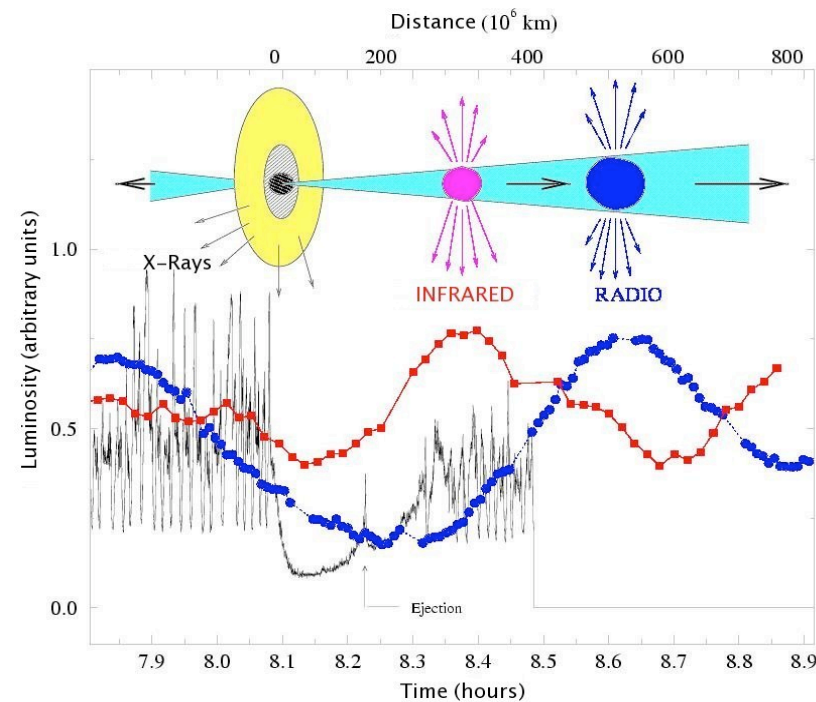 Distance (10⁶ km)
0 200 400 600 800
X-Rays
INFRARED
RADIO
Luminosity (arbitrary units)
1.0
0.5
0.0
Ejection
7.9 8.0 8.1 8.2 8.3 8.4 8.5 8.6 8.7 8.8 8.9
Time (hours)